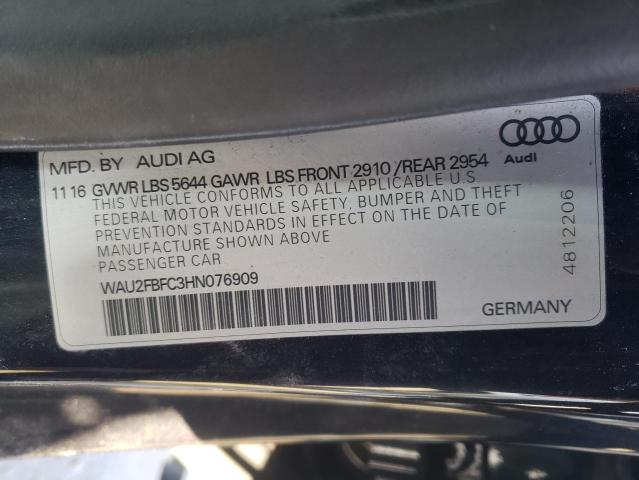 MFD. BY AUDI AG
Audi
11 16 GVWR LBS 5644 GAWR LBS FRONT 2910 /REAR 2954
THIS VEHICLE CONFORMS TO ALL APPLICABLE U.S.
FEDERAL MOTOR VEHICLE SAFETY, BUMPER AND THEFT
PREVENTION STANDARDS IN EFFECT ON THE DATE OF
MANUFACTURE SHOWN ABOVE
PASSENGER CAR
WAU2FBFC3HN076909
GERMANY
4812206